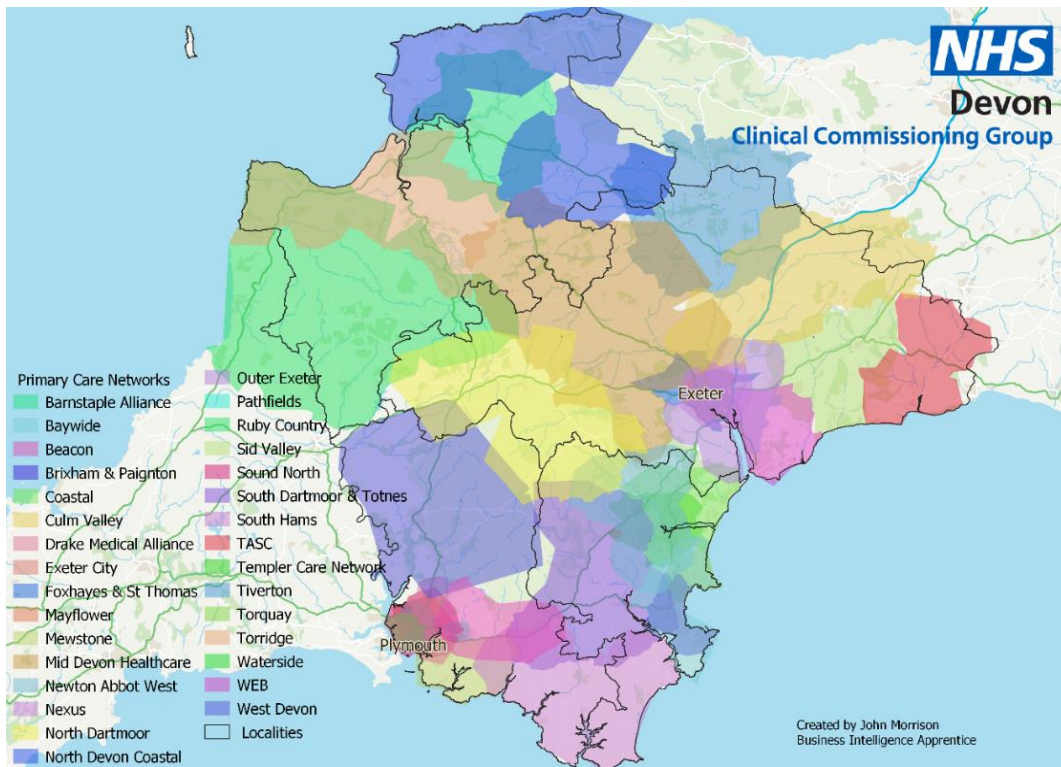 NHS
Devon
Clinical Commissioning Group
Exeter
Plymouth
Primary Care Networks
Barnstaple Alliance
Baywide
Beacon
Brixham & Paignton
Coastal
Culm Valley
Drake Medical Alliance
Exeter City
Foxhayes & St Thomas
Mayflower
Mewstone
Mid Devon Healthcare
Newton Abbot West
Nexus
North Dartmoor
North Devon Coastal
Outer Exeter
Pathfields
Ruby Country
Sid Valley
Sound North
South Dartmoor & Totnes
South Hams
TASC
Templer Care Network
Tiverton
Torquay
Torridge
Waterside
WEB
West Devon
Localities
Created by John Morrison
Business Intelligence Apprentice